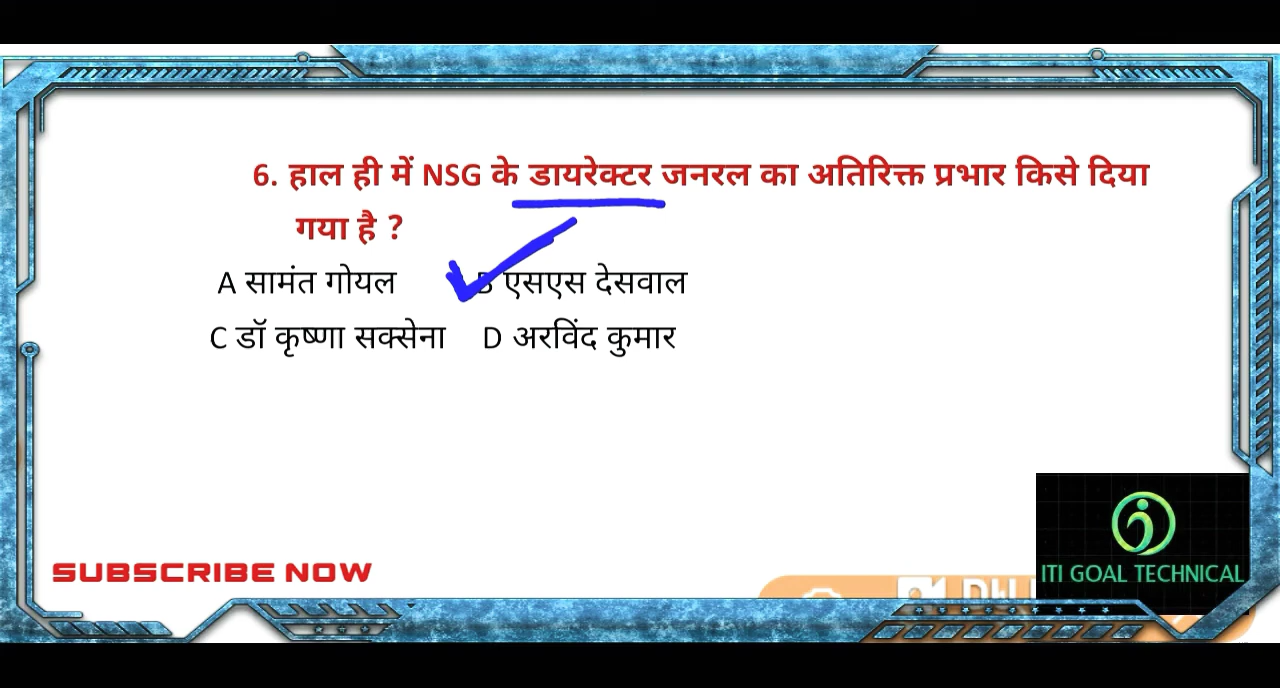 6. हाल ही में NSG के डायरेक्टर जनरल का अतिरिक्त प्रभार किसे दिया
गया है ?
A सामंत गोयल B एसएस देसवाल
C डॉ कृष्णा सक्सेना D अरविंद कुमार
ITI GOAL TECHNICAL
SUBSCRIBE NOW